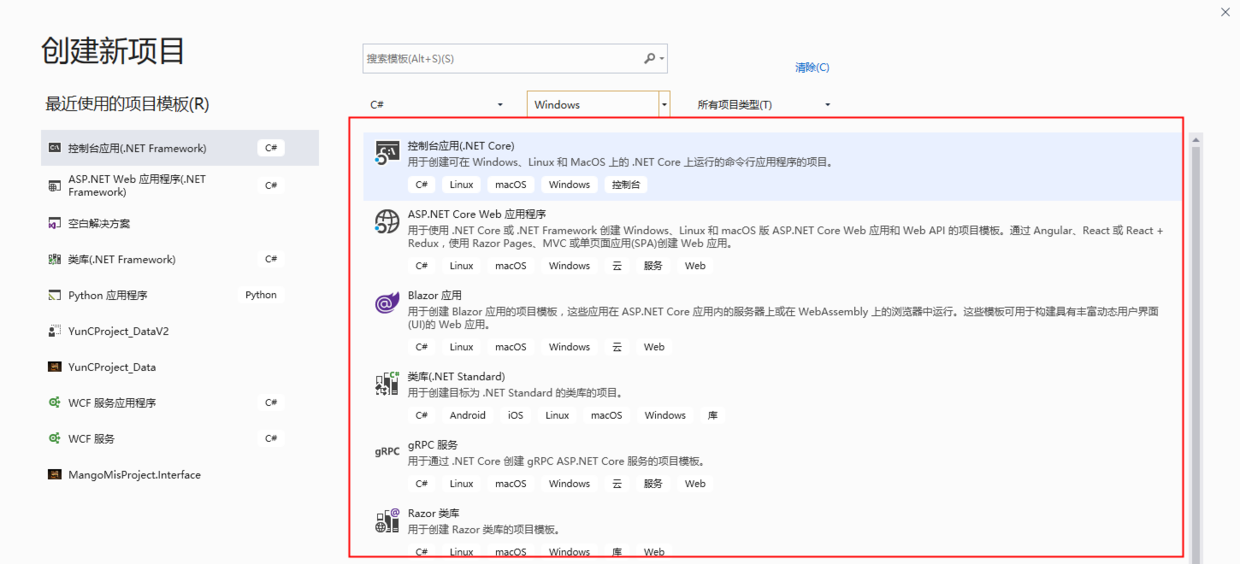 创建新项目
搜索模板(Alt+S)(S)
清除(C)
最近使用的项目模板(R)
C#
Windows
所有项目类型(T)
控制台应用(.NET Framework)
C#
ASP.NET Web 应用程序(.NET
Framework)
C#
空白解决方案
类库(.NET Framework)
C#
Python 应用程序
Python
YunCProject_DataV2
YunCProject_Data
WCF 服务应用程序
C#
WCF 服务
C#
MangoMisProject.Interface
控制台应用(.NET Core)
用于创建可在 Windows、Linux 和 MacOS 上的 .NET Core 上运行的命令行应用程序的项目。
C# Linux macOS Windows 控制台
ASP.NET Core Web 应用程序
用于使用 .NET Core 或 .NET Framework 创建 Windows、Linux 和 macOS 版 ASP.NET Core Web 应用和 Web API 的项目模板。通过 Angular、React 或 React +
Redux，使用 Razor Pages、MVC 或单页面应用(SPA)创建 Web 应用。
C# Linux macOS Windows 云 服务 Web
Blazor 应用
用于创建 Blazor 应用的项目模板，这些应用在 ASP.NET Core 应用内的服务器上或在 WebAssembly 上的浏览器中运行。这些模板可用于构建具有丰富动态用户界面
(UI)的 Web 应用。
C# Linux macOS Windows 云 Web
类库(.NET Standard)
用于创建目标为 .NET Standard 的类库的项目。
C# Android iOS Linux macOS Windows 库
gRPC
gRPC 服务
用于通过 .NET Core 创建 gRPC ASP.NET Core 服务的项目模板。
C# Linux macOS Windows 云 服务 Web
Razor 类库
用于创建 Razor 类库的项目模板。
C# Linux macOS Windows 库 Web